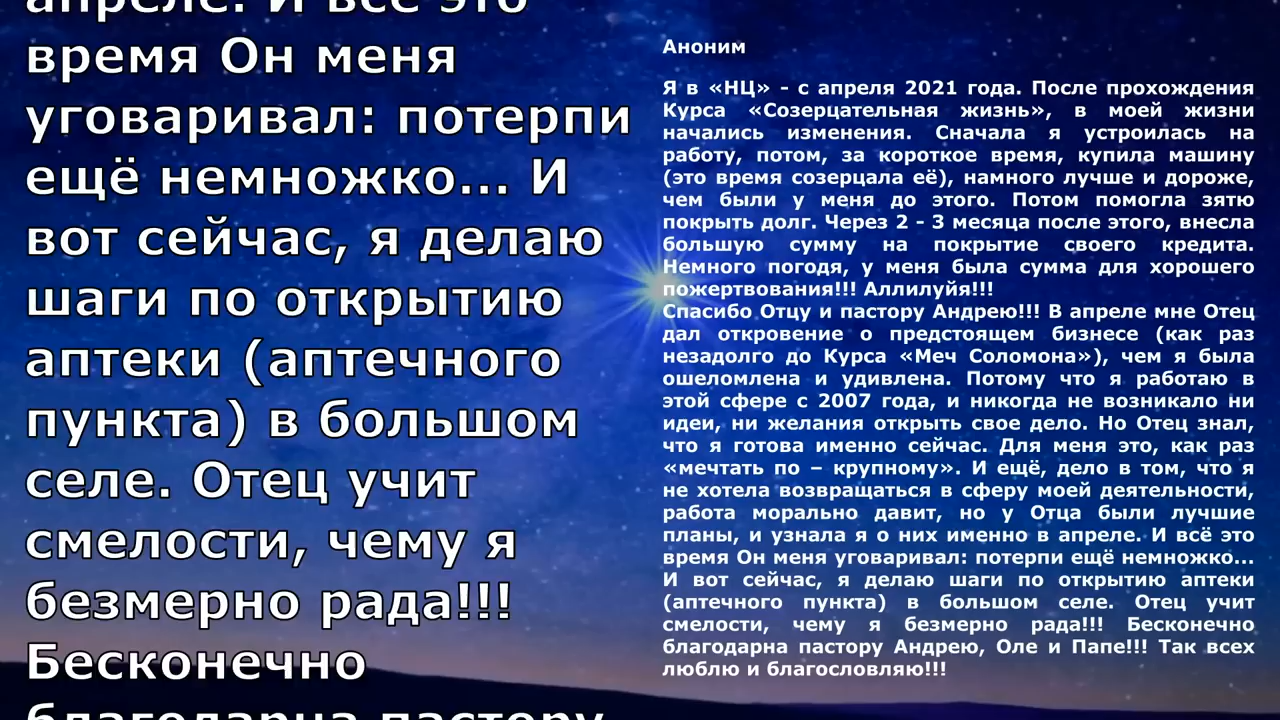 апреле. И всё это
время Он меня
уговаривал: потерпи
ещё немножко... И
вот сейчас, я делаю
шаги по открытию
аптеки (аптечного
пункта) в большом
селе. Отец учит
смелости, чему я
безмерно рада!!!
Бесконечно
благодарна пастору
Аноним
Я в «НЦ» - с апреля 2021 года. После прохождения
Курса «Созерцательная жизнь», в моей жизни
начались изменения. Сначала я устроилась на
работу, потом, за короткое время, купила машину
(это время созерцала её), намного лучше и дороже,
чем были у меня до этого. Потом помогла зятю
покрыть долг. Через 2 - 3 месяца после этого, внесла
большую сумму на покрытие своего кредита.
Немного погодя, у меня была сумма для хорошего
пожертвования!!! Аллилуйя!!!
Спасибо Отцу и пастору Андрею!!! В апреле мне Отец
дал откровение о предстоящем бизнесе (как раз
незадолго до Курса «Меч Соломона»), чем я была
ошеломлена и удивлена. Потому что я работаю в
этой сфере с 2007 года, и никогда не возникало ни
идеи, ни желания открыть свое дело. Но Отец знал,
что я готова именно сейчас. Для меня это, как раз
«мечтать по – крупному». И ещё, дело в том, что я
не хотела возвращаться в сферу моей деятельности,
работа морально давит, но у Отца были лучшие
планы, и узнала я о них именно в апреле. И всё это
время Он меня уговаривал: потерпи ещё немножко...
И вот сейчас, я делаю шаги по открытию аптеки
(аптечного пункта) в большом селе. Отец учит
смелости, чему я безмерно рада!!! Бесконечно
благодарна пастору Андрею, Оле и Папе!!! Так всех
люблю и благословляю!!!